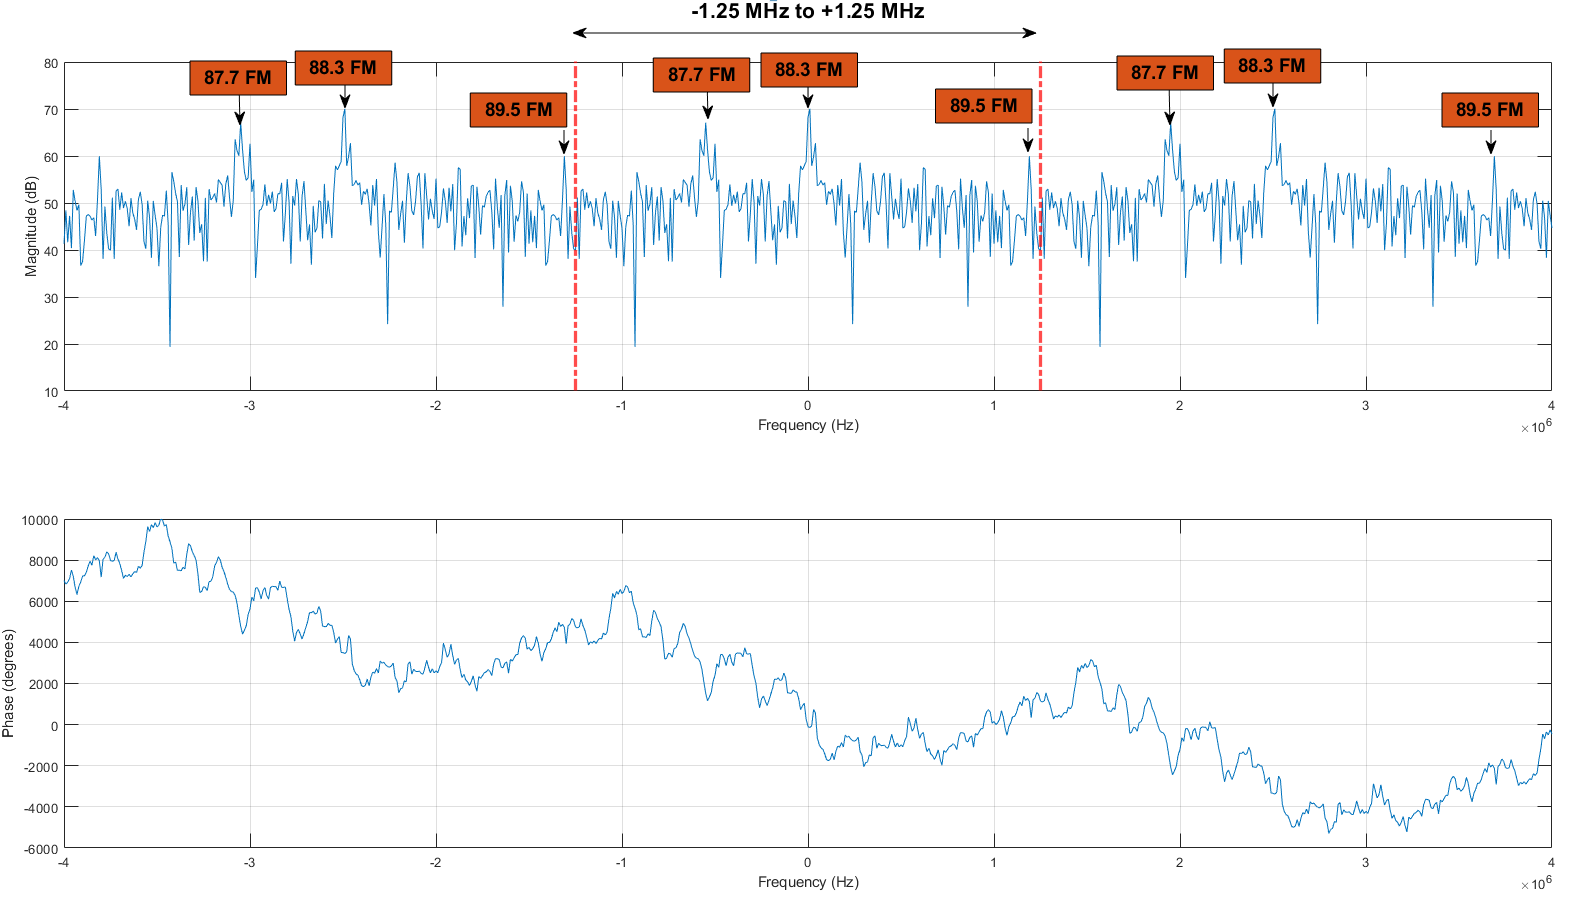 -1.25 MHz to +1.25 MHz
87.7 FM
88.3 FM
89.5 FM
87.7 FM
88.3 FM
89.5 FM
87.7 FM
88.3 FM
89.5 FM
Magnitude (dB)
80
70
60
50
40
30
20
10
-4 -3 -2 -1 0 1 2 3 4
Frequency (Hz)
×10^6
Phase (degrees)
10000
8000
6000
4000
2000
0
-2000
-4000
-6000
-4 -3 -2 -1 0 1 2 3 4
Frequency (Hz)
×10^6